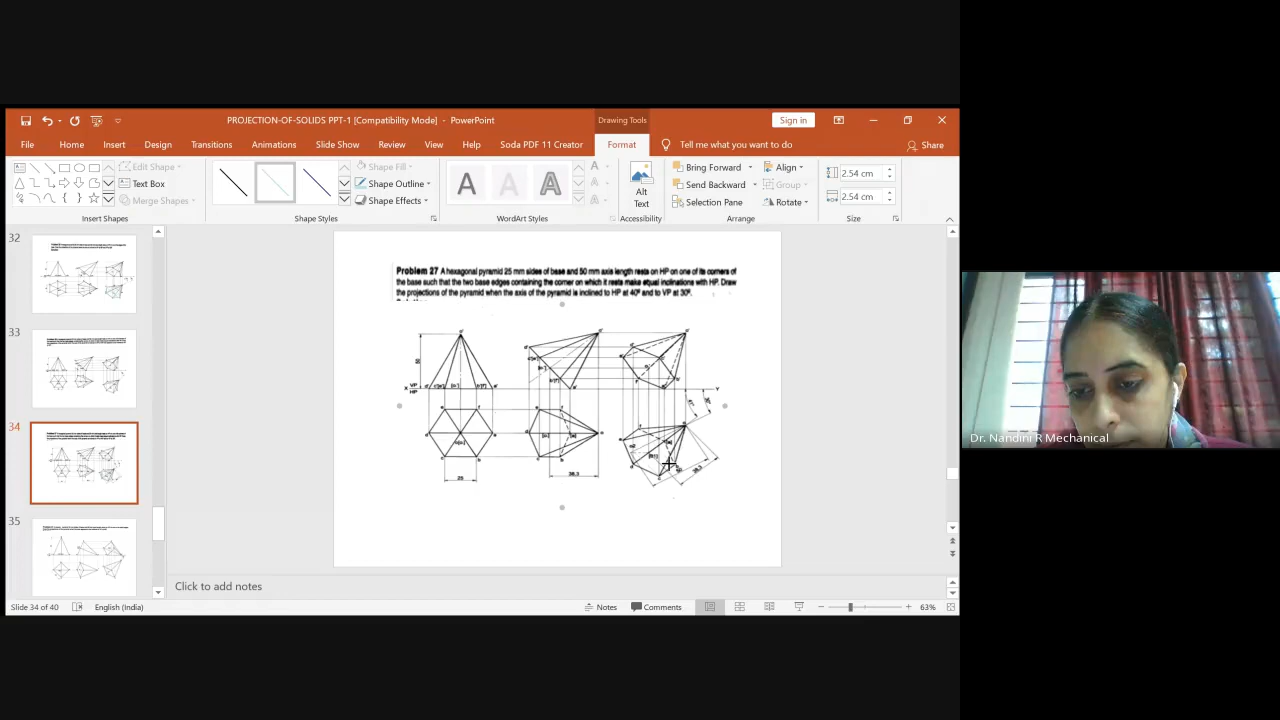 PROJECTION-OF-SOLIDS PPT-1 [Compatibility Mode] - PowerPoint
Drawing Tools
Sign in
File Home Insert Design Transitions Animations Slide Show Review View Help Soda PDF 11 Creator Format Tell me what you want to do Share
Edit Shape
Text Box
Merge Shapes
Insert Shapes
Shape Styles
Shape Fill
Shape Outline
Shape Effects
A A A
WordArt Styles
Alt
Text
Accessibility
Bring Forward
Send Backward
Selection Pane
Align
Group
Rotate
Arrange
2.54 cm
2.54 cm
Size
32
33
34
35
Problem 27 A hexagonal pyramid 25 mm sides of base and 50 mm axis length rests on HP on one of its corners of
the base such that the two base edges containing the corner on which it rests make equal inclinations with HP. Draw
the projections of the pyramid when the axis of the pyramid is inclined to HP at 40º and to VP at 30º.
50
X VP
HP
Y
25
38.3
Click to add notes
Slide 34 of 40 English (India) Notes Comments 63%
Dr. Nandini R Mechanical